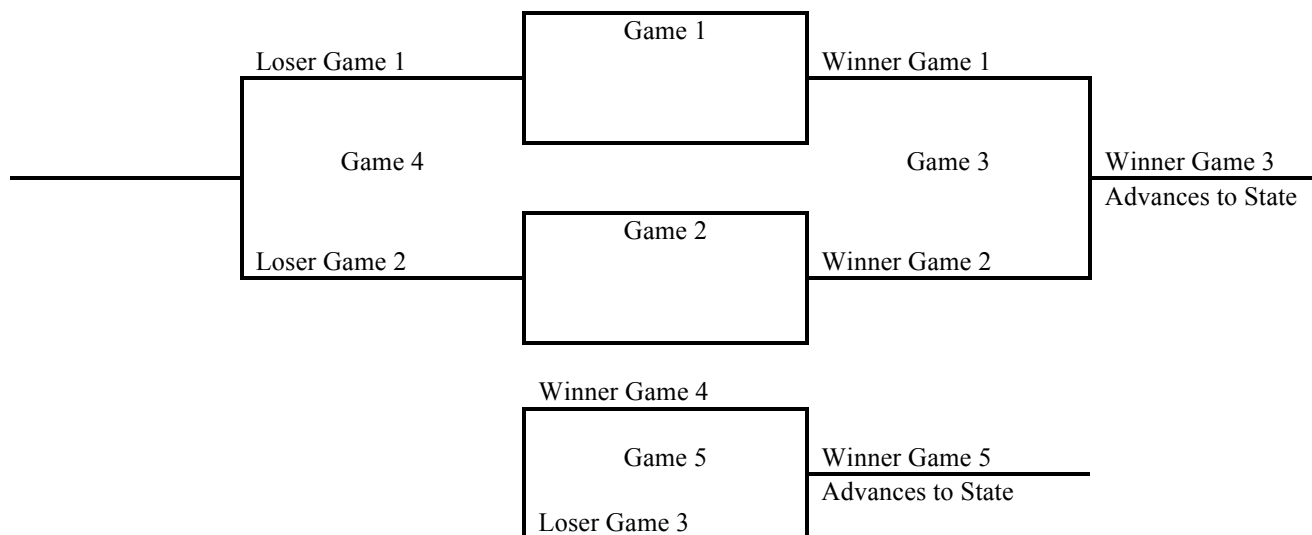 Game 1
Loser Game 1
Winner Game 1
Game 4
Game 3
Winner Game 3
Advances to State
Game 2
Loser Game 2
Winner Game 2
Winner Game 4
Game 5
Winner Game 5
Advances to State
Loser Game 3